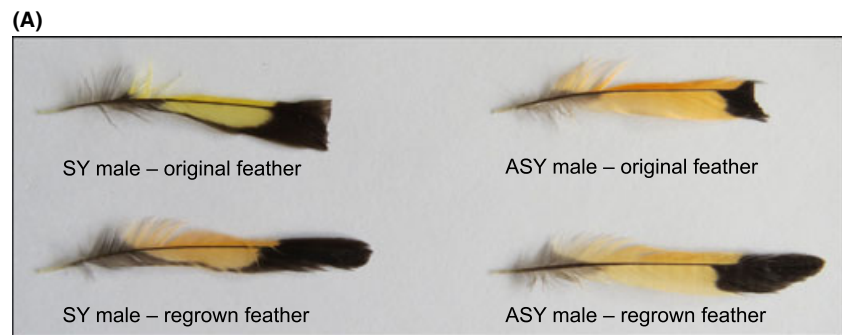 (A)
SY male – original feather
ASY male – original feather
SY male – regrown feather
ASY male – regrown feather